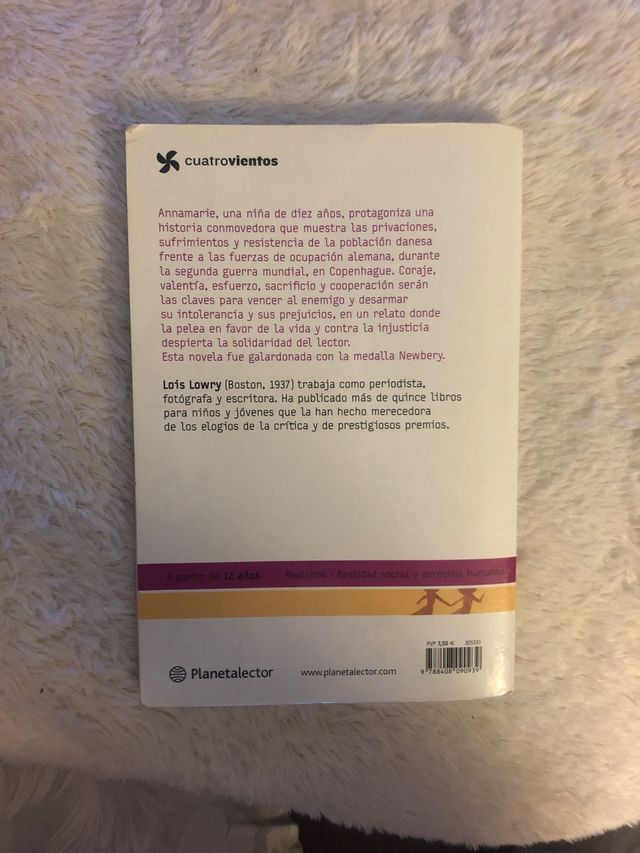 cuatrovientos
Annamarie, una niña de diez años, protagoniza una
historia conmovedora que muestra las privaciones,
sufrimientos y resistencia de la población danesa
frente a las fuerzas de ocupación alemana, durante
la segunda guerra mundial, en Copenhague. Coraje,
valentía, esfuerzo, sacrificio y cooperación serán
las claves para vencer al enemigo y desarmar
su intolerancia y sus prejuicios, en un relato donde
la pelea en favor de la vida y contra la injusticia
despierta la solidaridad del lector.
Esta novela fue galardonada con la medalla Newbery.
Lois Lowry (Boston, 1937) trabaja como periodista,
fotógrafa y escritora. Ha publicado más de quince libros
para niños y jóvenes que la han hecho merecedora
de los elogios de la crítica y de prestigiosos premios.
A partir de 12 años Realismo / Realidad social y derechos humanos
PVP 7,50 € 305333
Planetalector www.planetalector.com
9 788408 090939